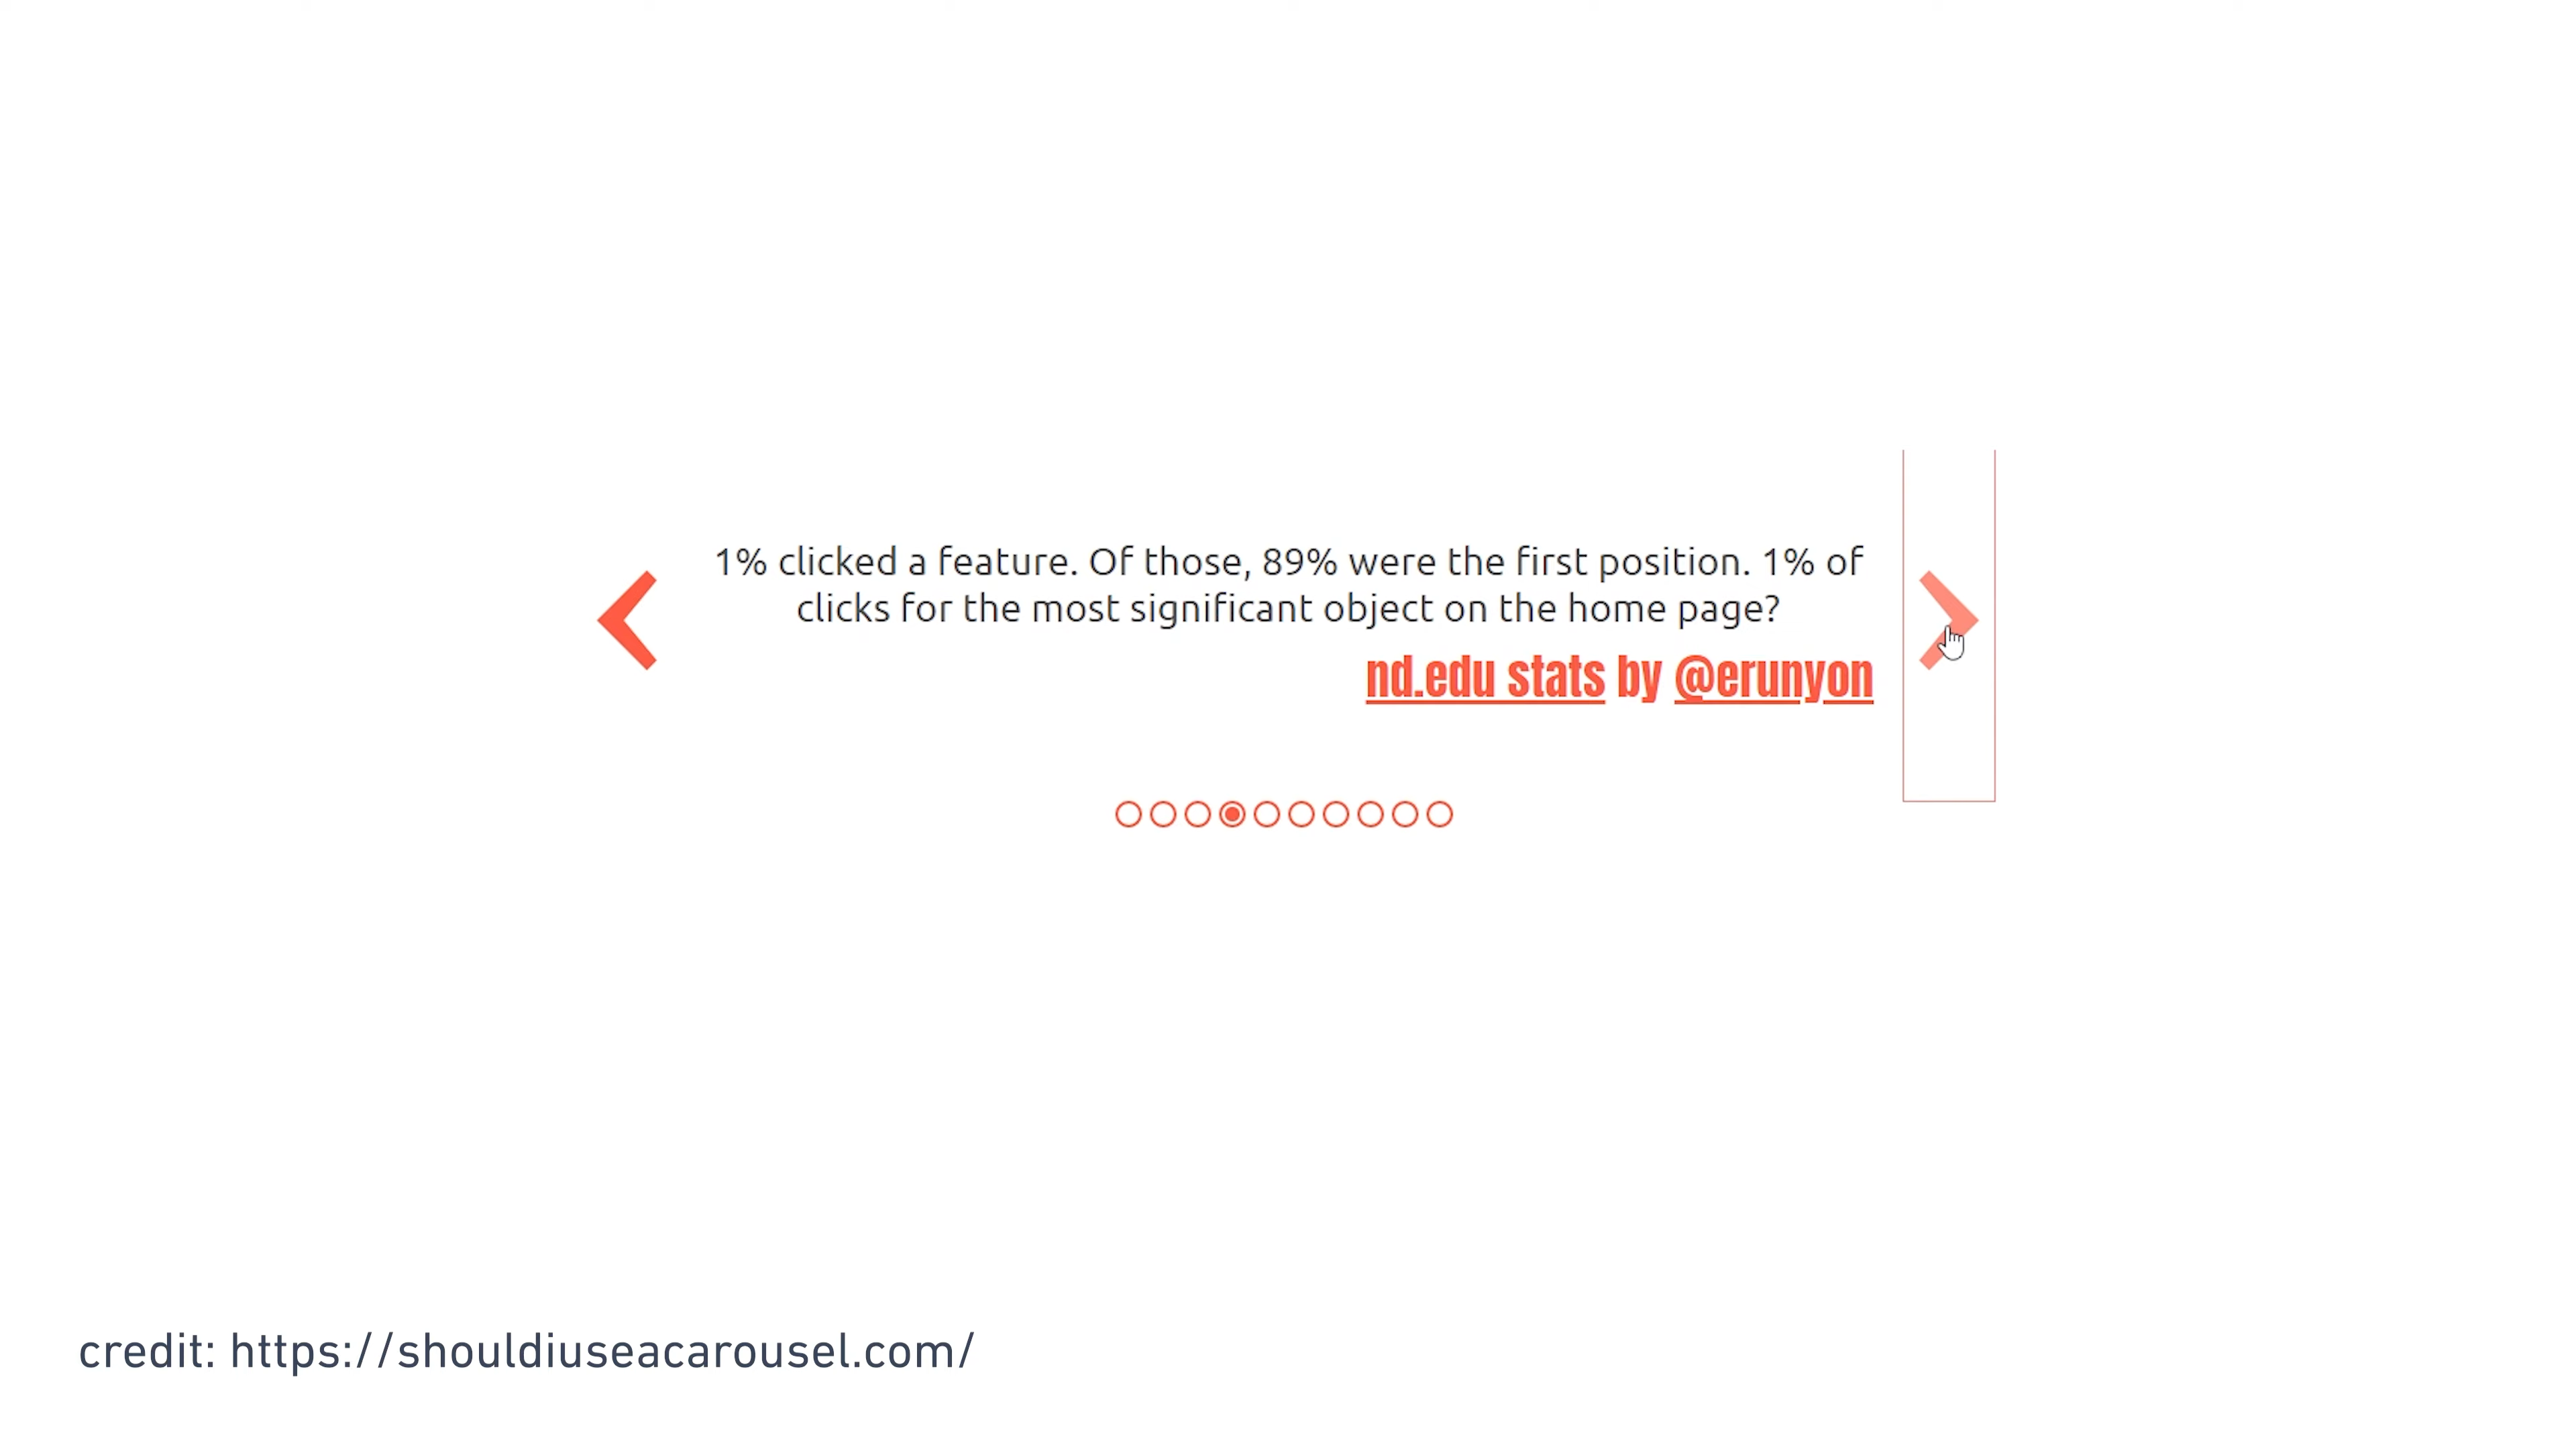 1% clicked a feature. Of those, 89% were the first position. 1% of
clicks for the most significant object on the home page?
nd.edu stats by @erunyon
credit: https://shouldiuseacarousel.com/